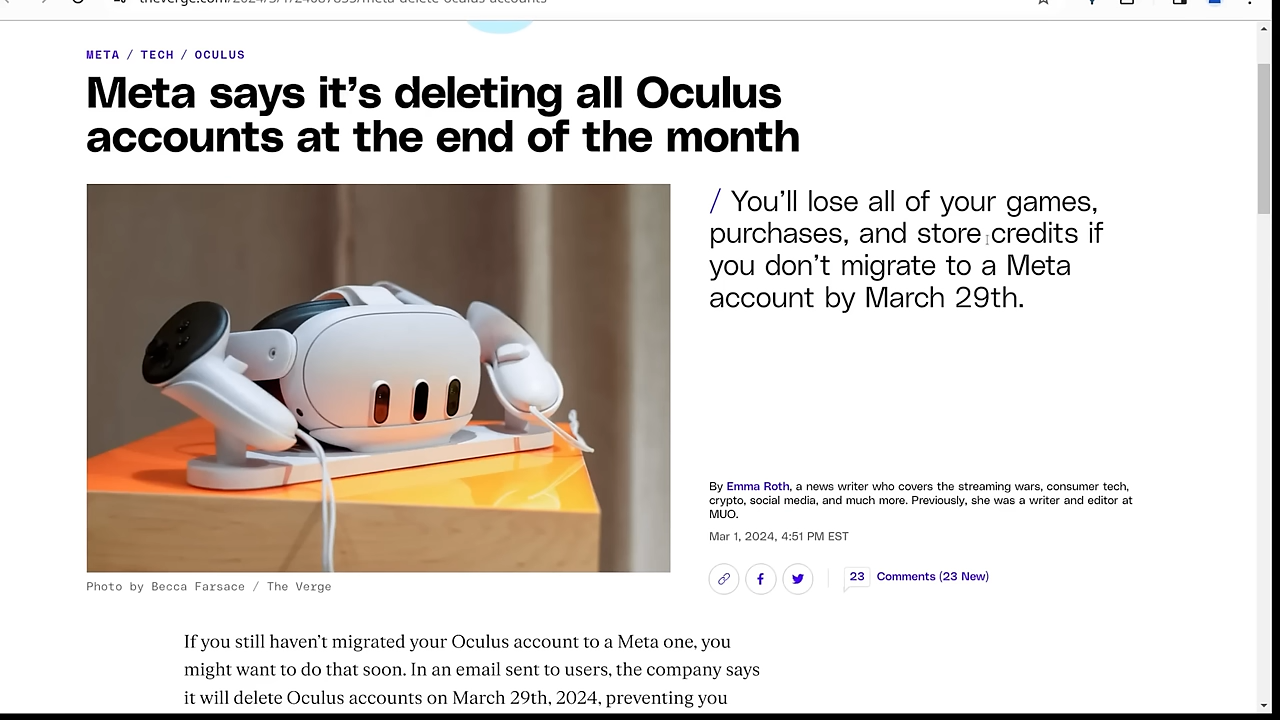 META / TECH / OCULUS
Meta says it’s deleting all Oculus
accounts at the end of the month
/ You’ll lose all of your games,
purchases, and store credits if
you don’t migrate to a Meta
account by March 29th.
By Emma Roth, a news writer who covers the streaming wars, consumer tech,
crypto, social media, and much more. Previously, she was a writer and editor at
MUO.
Mar 1, 2024, 4:51 PM EST
23 Comments (23 New)
Photo by Becca Farsace / The Verge
If you still haven’t migrated your Oculus account to a Meta one, you
might want to do that soon. In an email sent to users, the company says
it will delete Oculus accounts on March 29th, 2024, preventing you